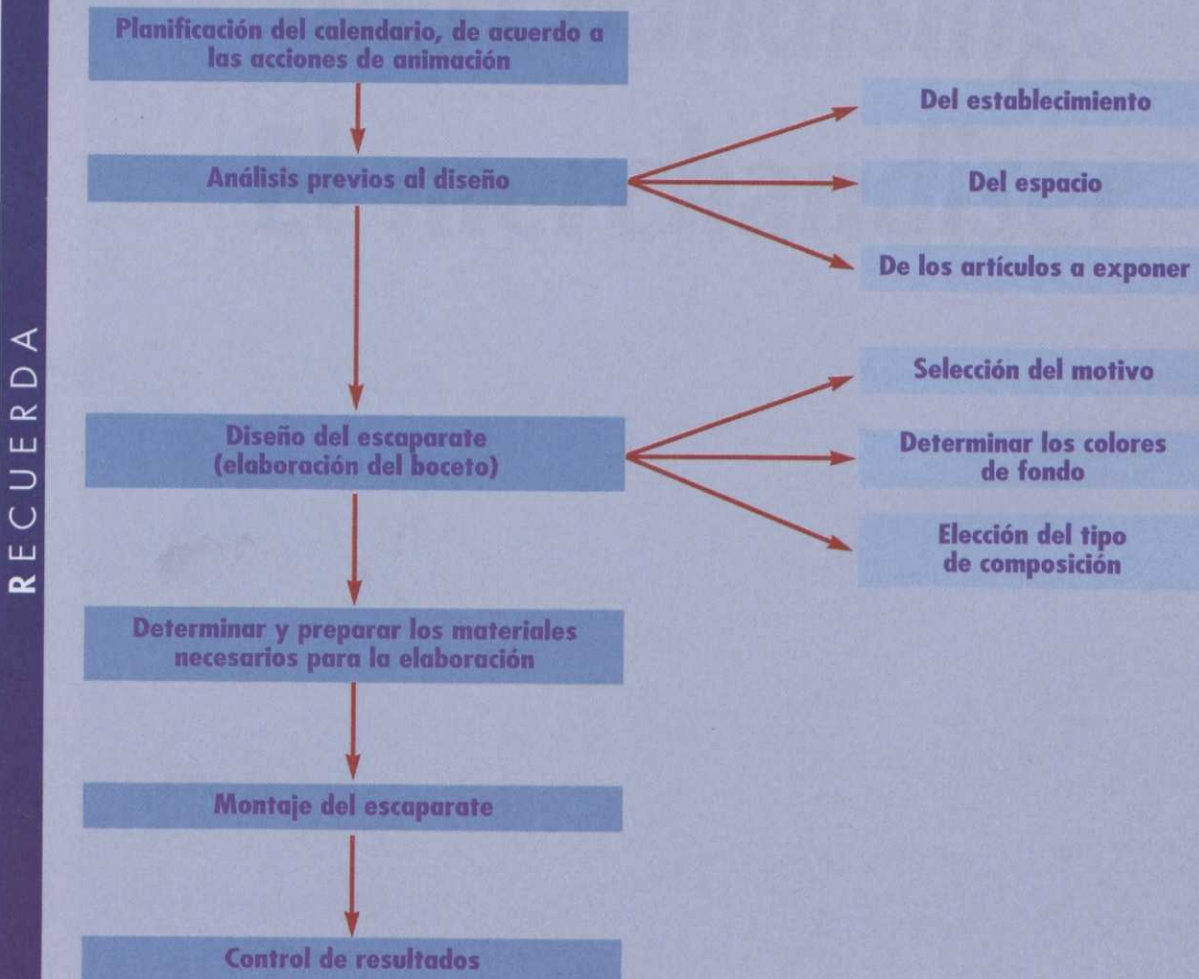 RECUERDA
Planificación del calendario, de acuerdo a
las acciones de animación
Análisis previos al diseño
Del establecimiento
Del espacio
De los artículos a exponer
Diseño del escaparate
(elaboración del boceto)
Selección del motivo
Determinar los colores
de fondo
Elección del tipo
de composición
Determinar y preparar los materiales
necesarios para la elaboración
Montaje del escaparate
Control de resultados